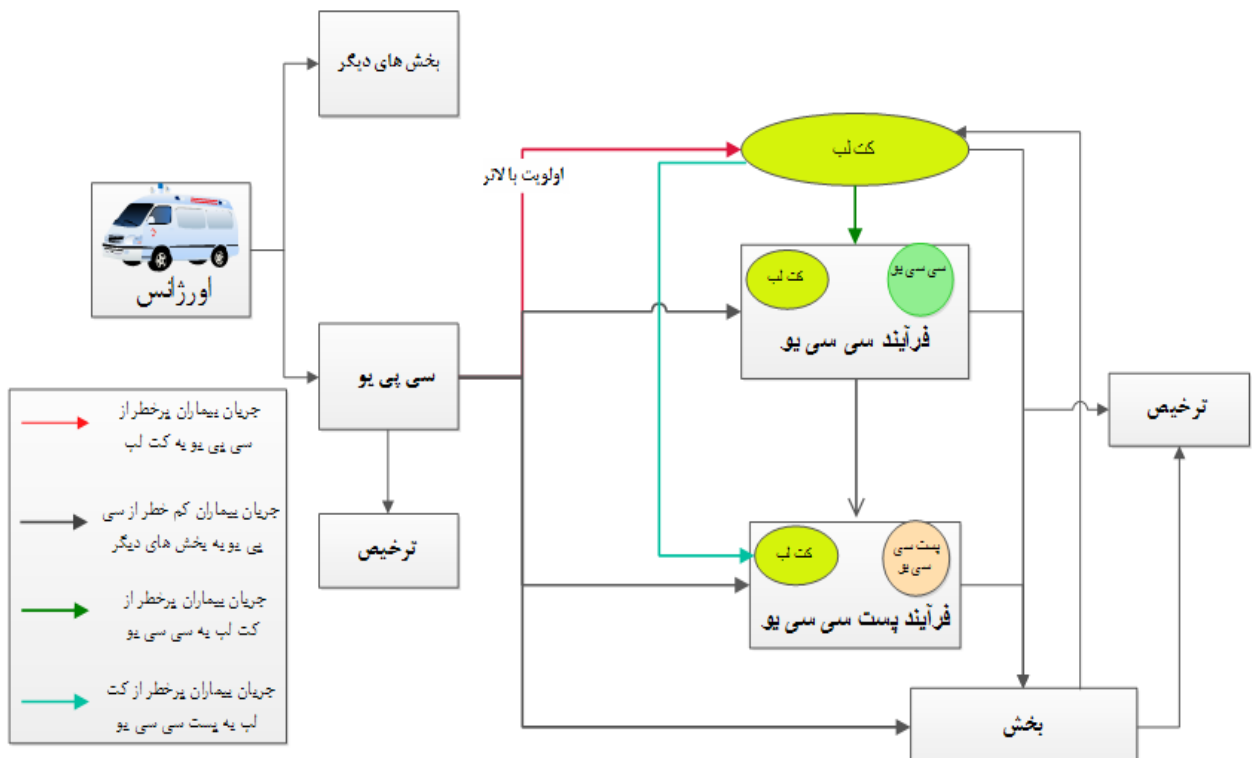 بخش های دیگر
کت لب
اولویت بالاتر
اورژانس
کت لب
سی سی یو
فرآیند سی سی یو
سی پی یو
ترخیص
ترخیص
جریان بیماران پرخطر از
سی پی یو به کت لب
جریان بیماران کم خطر از سی
پی یو به بخش های دیگر
جریان بیماران پرخطر از
کت لب به سی سی یو
جریان بیماران پرخطر از کت
لب به پست سی سی یو
کت لب
پست سی
سی یو
فرآیند پست سی سی یو
بخش